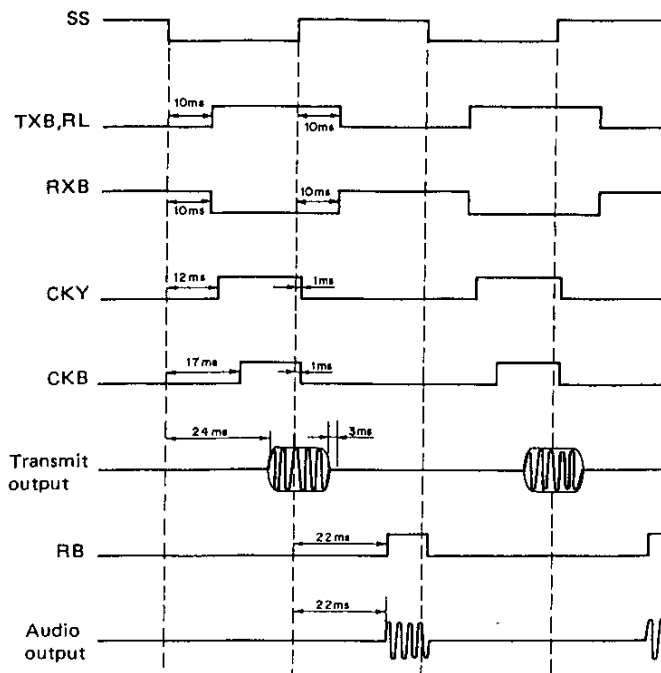 SS
10ms
TXB,RL
10ms
RXB
10ms
10ms
12ms
CKY
1ms
17ms
CKB
1ms
24ms
3ms
Transmit
output
22ms
RB
22ms
Audio
output